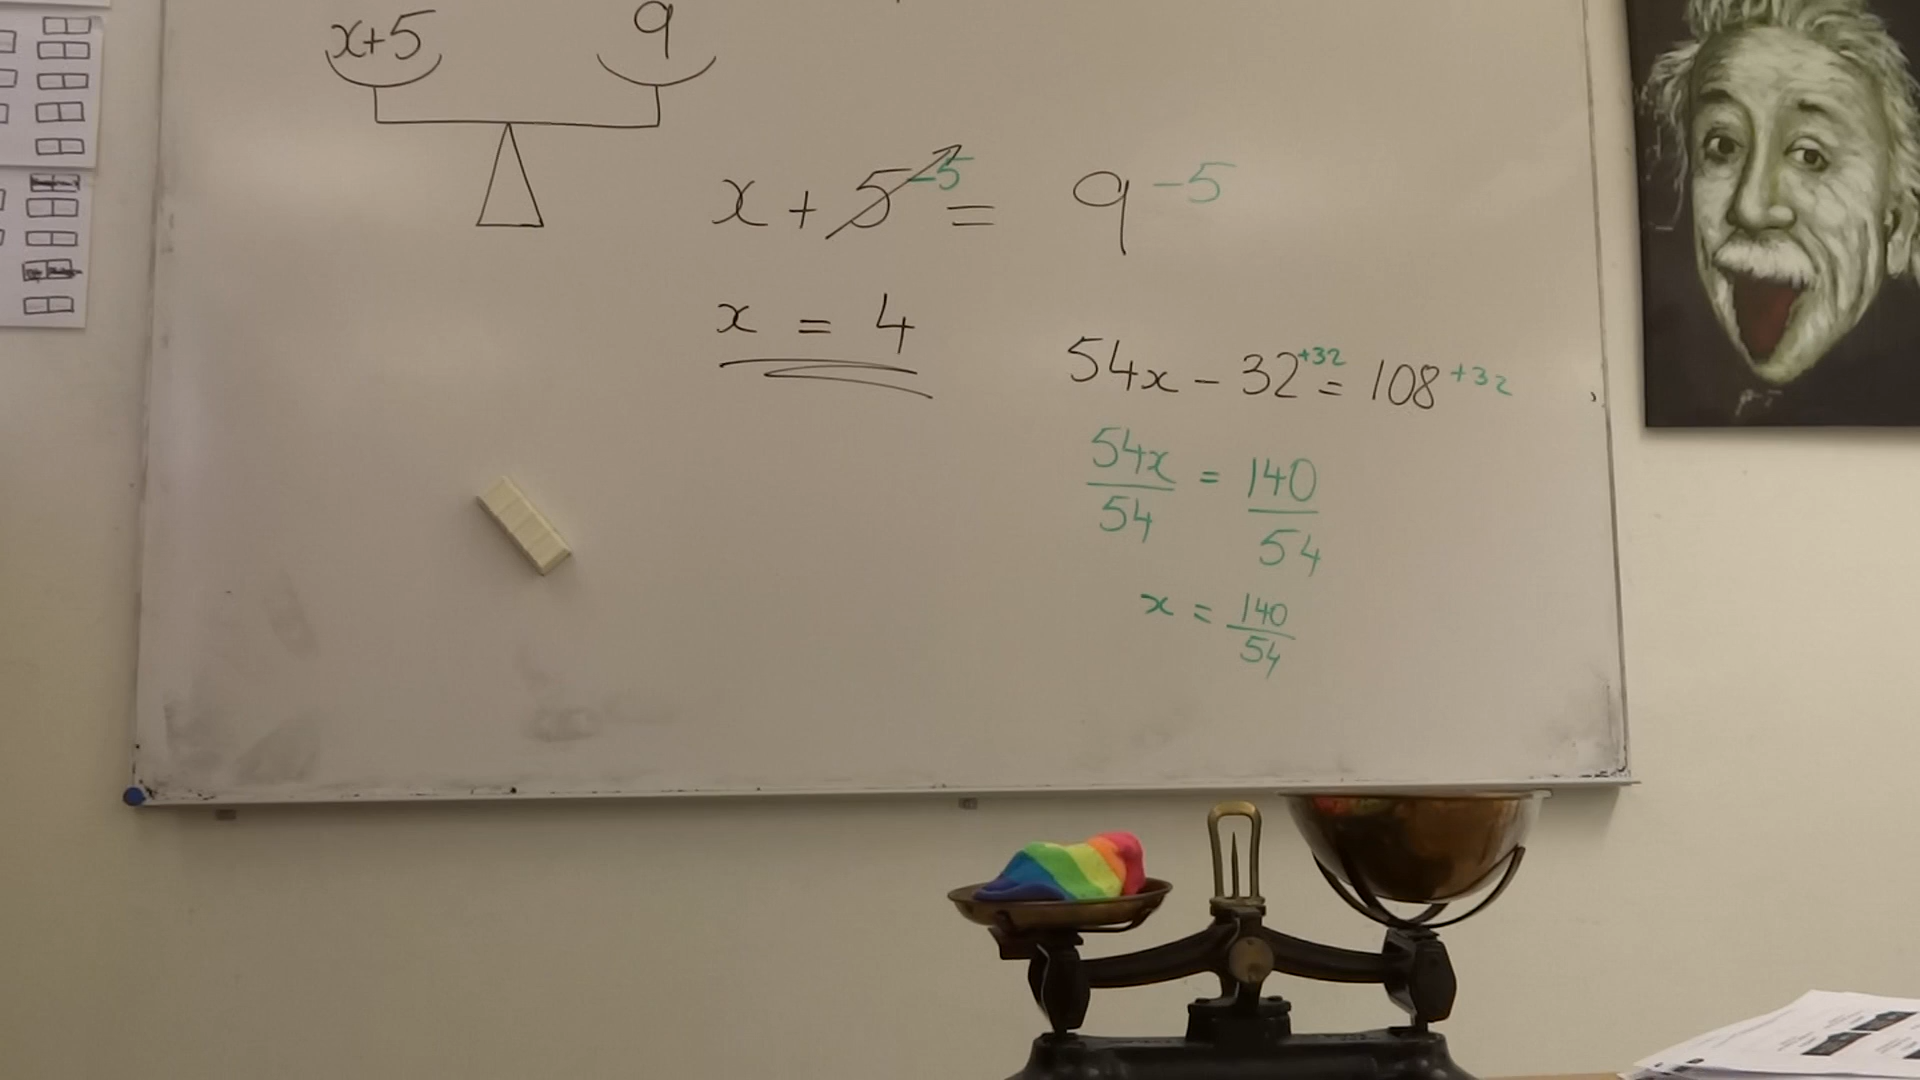 x+5 9
x + 5 -5 = 9 -5
x = 4
54x - 32 +32 = 108 +32
54x/54 = 140/54
x = 140/54